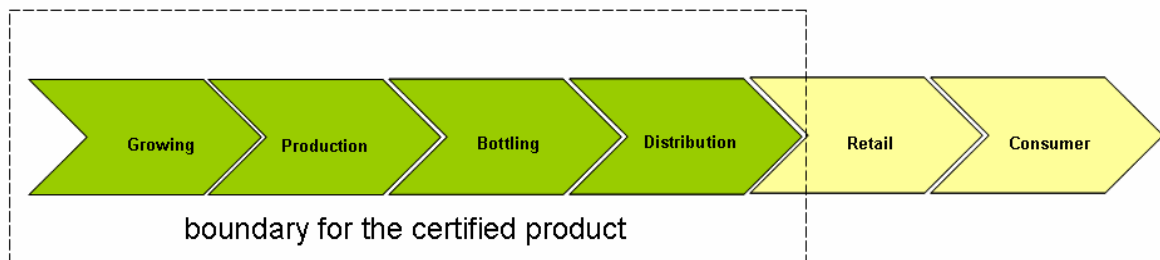 Growing Production Bottling Distribution Retail Consumer
boundary for the certified product